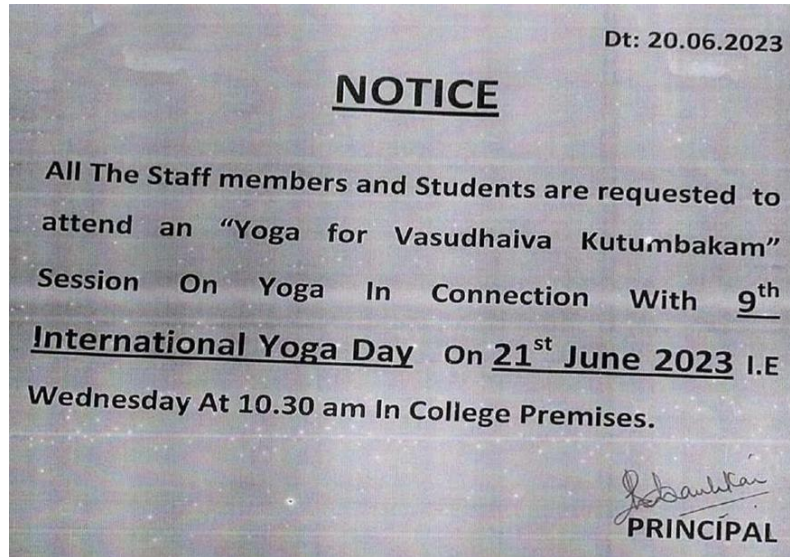 Dt: 20.06.2023
NOTICE
All The Staff members and Students are requested to
attend an “Yoga for Vasudhaiva Kutumbakam”
Session On Yoga In Connection With 9th
International Yoga Day On 21st June 2023 I.E
Wednesday At 10.30 am In College Premises.
PRINCIPAL